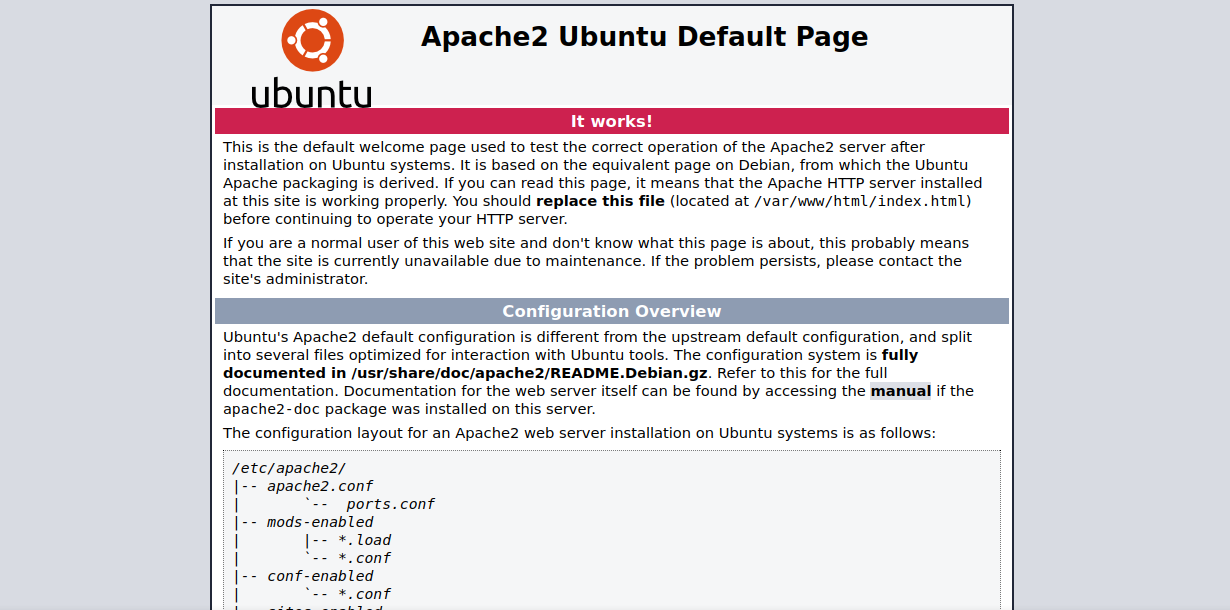 Apache2 Ubuntu Default Page
ubuntu
It works!
This is the default welcome page used to test the correct operation of the Apache2 server after
installation on Ubuntu systems. It is based on the equivalent page on Debian, from which the Ubuntu
Apache packaging is derived. If you can read this page, it means that the Apache HTTP server installed
at this site is working properly. You should replace this file (located at /var/www/html/index.html)
before continuing to operate your HTTP server.
If you are a normal user of this web site and don't know what this page is about, this probably means
that the site is currently unavailable due to maintenance. If the problem persists, please contact the
site's administrator.
Configuration Overview
Ubuntu's Apache2 default configuration is different from the upstream default configuration, and split
into several files optimized for interaction with Ubuntu tools. The configuration system is fully
documented in /usr/share/doc/apache2/README.Debian.gz. Refer to this for the full
documentation. Documentation for the web server itself can be found by accessing the manual if the
apache2-doc package was installed on this server.
The configuration layout for an Apache2 web server installation on Ubuntu systems is as follows:
/etc/apache2/
|-- apache2.conf
|       `--  ports.conf
|-- mods-enabled
|       |-- *.load
|       `-- *.conf
|-- conf-enabled
|       `-- *.conf
|-- sites-enabled